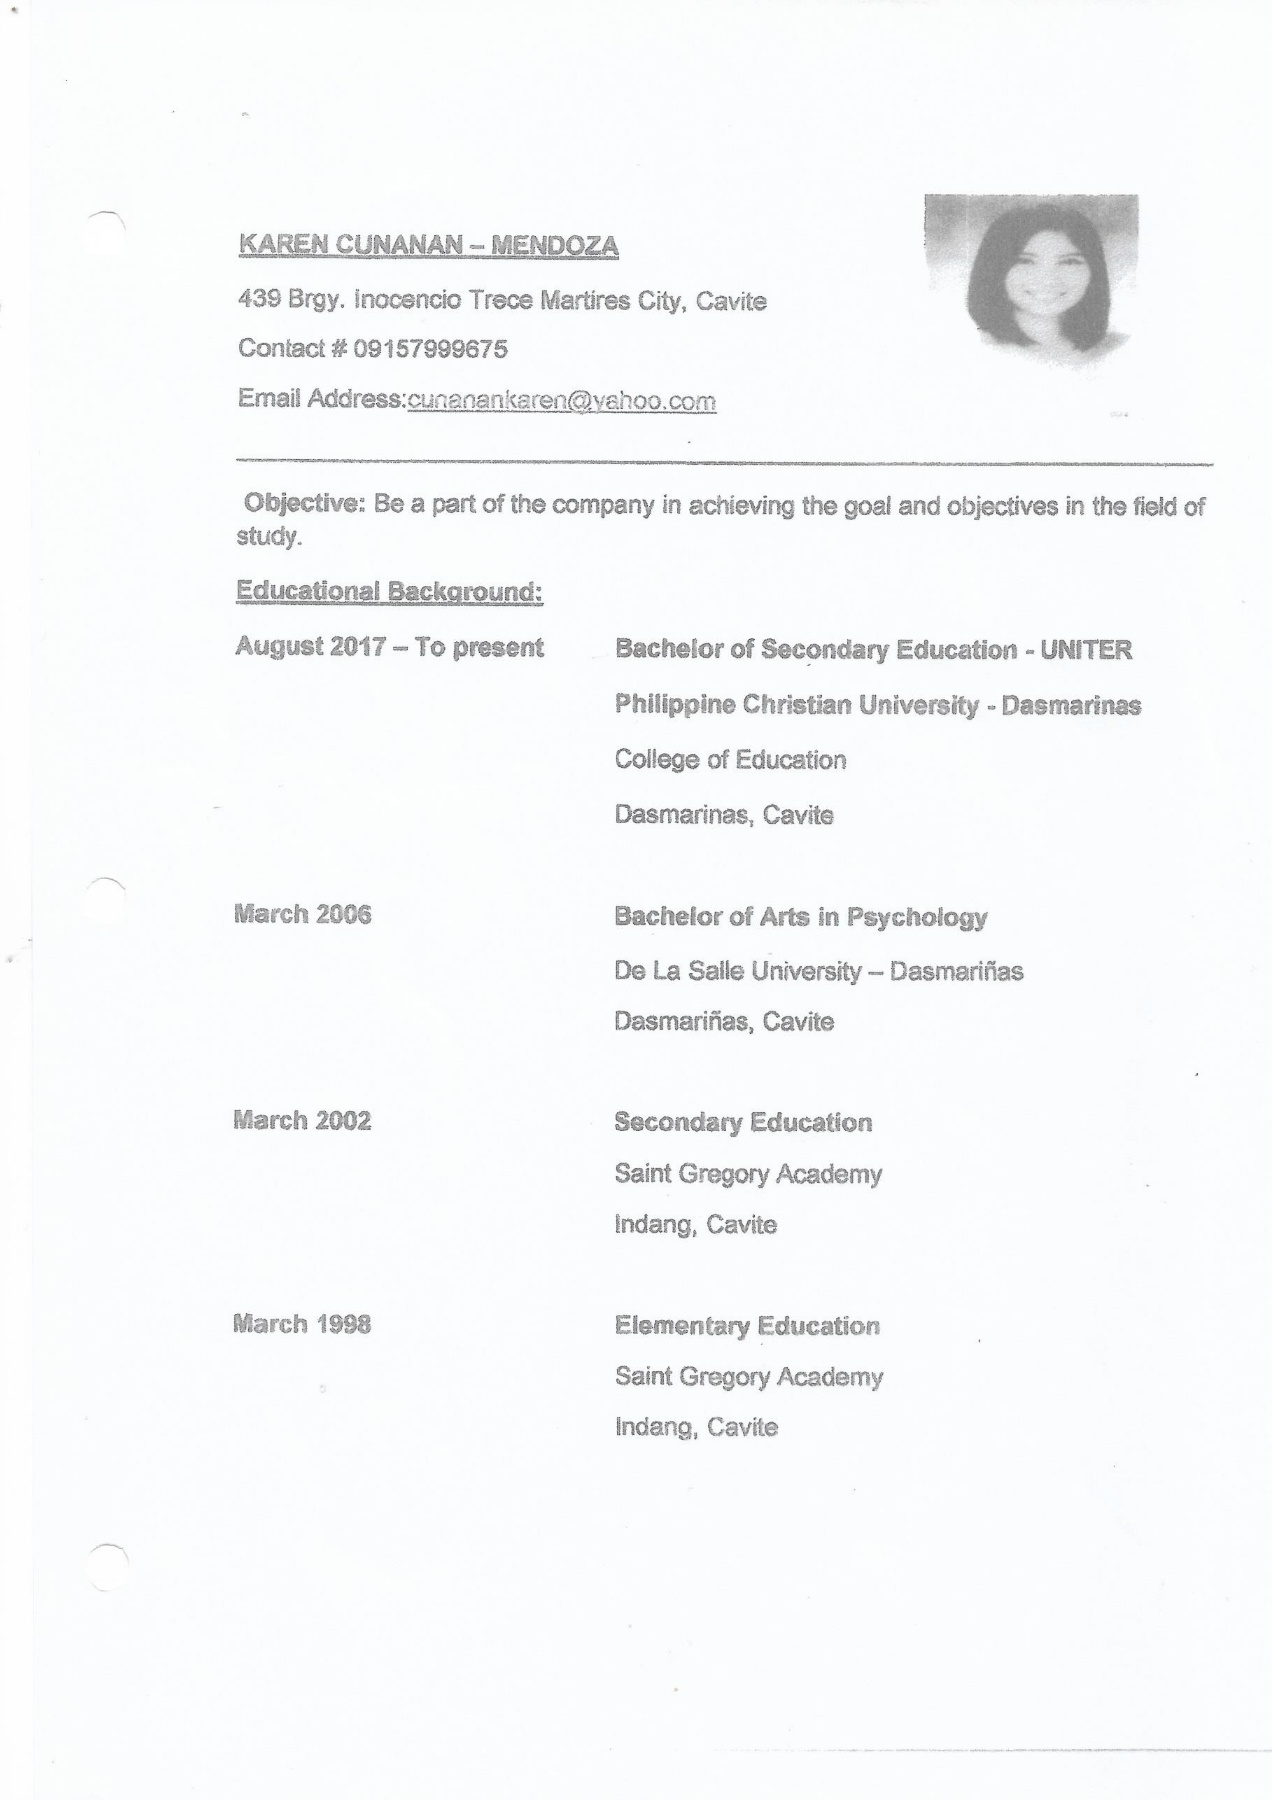 KAREN CUNANAN – MENDOZA
439 Brgy. Inocencio Trece Martires City, Cavite
Contact # 09157999675
Email Address:cunanankaren@yahoo.com
Objective: Be a part of the company in achieving the goal and objectives in the field of
study.
Educational Background:
August 2017 – To present Bachelor of Secondary Education - UNITER
Philippine Christian University - Dasmarinas
College of Education
Dasmarinas, Cavite
March 2006 Bachelor of Arts in Psychology
De La Salle University – Dasmariñas
Dasmariñas, Cavite
March 2002 Secondary Education
Saint Gregory Academy
Indang, Cavite
March 1998 Elementary Education
Saint Gregory Academy
Indang, Cavite